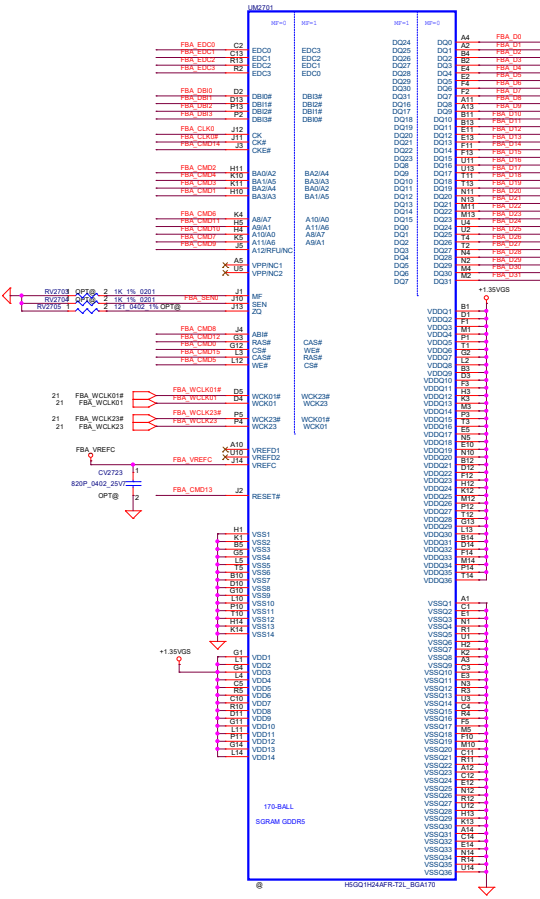 UM2701
MF=0 MF=1 MF=1 MF=0
FBA_EDC0 C2 EDC0 EDC3
FBA_EDC1 C13 EDC1 EDC2
FBA_EDC2 R13 EDC2 EDC1
FBA_EDC3 R2 EDC3 EDC0
FBA_DBI0 D2 DBI0# DBI3#
FBA_DBI1 D13 DBI1# DBI2#
FBA_DBI2 P13 DBI2# DBI1#
FBA_DBI3 P2 DBI3# DBI0#
FBA_CLK0 J12 CK
FBA_CLK0# J11 CK#
FBA_CMD14 J3 CKE#
FBA_CMD2 H11 BA0/A2 BA2/A4
FBA_CMD4 K10 BA1/A5 BA3/A3
FBA_CMD3 K11 BA2/A4 BA0/A2
FBA_CMD1 H10 BA3/A3 BA1/A5
FBA_CMD6 K4 A8/A7 A10/A0
FBA_CMD11 H5 A9/A1 A11/A6
FBA_CMD10 H4 A10/A0 A8/A7
FBA_CMD7 K5 A11/A6 A9/A1
FBA_CMD9 J5 A12/RFU/NC
A5 VPP/NC1
U5 VPP/NC2
RV2703 OPT@ 2 1K 1% 0201 J1 MF
RV2704 OPT@ 2 1K 1% 0201 FBA_SEN0 J10 SEN
RV2705 2 121_0402_1% OPT@ J13 ZQ
FBA_CMD8 J4 ABI#
FBA_CMD12 G3 RAS# CAS#
FBA_CMD0 G12 CS# WE#
FBA_CMD15 L3 CAS# RAS#
FBA_CMD5 L12 WE# CS#
21 FBA_WCLK01# FBA_WCLK01# D5 WCK01# WCK23#
21 FBA_WCLK01 FBA_WCLK01 D4 WCK01 WCK23
21 FBA_WCLK23# FBA_WCLK23# P5 WCK23# WCK01#
21 FBA_WCLK23 FBA_WCLK23 P4 WCK23 WCK01
A10 VREFD1
U10 VREFD2
FBA_VREFC FBA_VREFC J14 VREFC
CV2723 1
820P_0402_25V7
OPT@ 2
FBA_CMD13 J2 RESET#
H1 VSS1
K1 VSS2
B5 VSS3
G5 VSS4
L5 VSS5
T5 VSS6
B10 VSS7
D10 VSS8
G10 VSS9
L10 VSS10
P10 VSS11
T10 VSS12
H14 VSS13
K14 VSS14
+1.35VGS
G1 VDD1
L1 VDD2
G4 VDD3
L4 VDD4
C5 VDD5
R5 VDD6
C10 VDD7
R10 VDD8
D11 VDD9
G11 VDD10
L11 VDD11
P11 VDD12
G14 VDD13
L14 VDD14
170-BALL
SGRAM GDDR5
DQ24 DQ0 A4 FBA_D0
DQ25 DQ1 A2 FBA_D1
DQ26 DQ2 B4 FBA_D2
DQ27 DQ3 B2 FBA_D3
DQ28 DQ4 E4 FBA_D4
DQ29 DQ5 E2 FBA_D5
DQ30 DQ6 F4 FBA_D6
DQ31 DQ7 F2 FBA_D7
DQ16 DQ8 A11 FBA_D8
DQ17 DQ9 A13 FBA_D9
DQ18 DQ10 B11 FBA_D10
DQ19 DQ11 B13 FBA_D11
DQ20 DQ12 E11 FBA_D12
DQ21 DQ13 E13 FBA_D13
DQ22 DQ14 F11 FBA_D14
DQ23 DQ15 F13 FBA_D15
DQ8 DQ16 U11 FBA_D16
DQ9 DQ17 U13 FBA_D17
DQ10 DQ18 T11 FBA_D18
DQ11 DQ19 T13 FBA_D19
DQ12 DQ20 N11 FBA_D20
DQ13 DQ21 N13 FBA_D21
DQ14 DQ22 M11 FBA_D22
DQ15 DQ23 M13 FBA_D23
DQ0 DQ24 U4 FBA_D24
DQ1 DQ25 U2 FBA_D25
DQ2 DQ26 T4 FBA_D26
DQ3 DQ27 T2 FBA_D27
DQ4 DQ28 N4 FBA_D28
DQ5 DQ29 N2 FBA_D29
DQ6 DQ30 M4 FBA_D30
DQ7 DQ31 M2 FBA_D31
+1.35VGS
VDDQ1 B1
VDDQ2 D1
VDDQ3 F1
VDDQ4 M1
VDDQ5 P1
VDDQ6 T1
VDDQ7 G2
VDDQ8 L2
VDDQ9 B3
VDDQ10 D3
VDDQ11 F3
VDDQ12 H3
VDDQ13 K3
VDDQ14 M3
VDDQ15 P3
VDDQ16 T3
VDDQ17 E5
VDDQ18 N5
VDDQ19 E10
VDDQ20 N10
VDDQ21 B12
VDDQ22 D12
VDDQ23 F12
VDDQ24 H12
VDDQ25 K12
VDDQ26 M12
VDDQ27 P12
VDDQ28 T12
VDDQ29 G13
VDDQ30 L13
VDDQ31 B14
VDDQ32 D14
VDDQ33 F14
VDDQ34 M14
VDDQ35 P14
VDDQ36 T14
VSSQ1 A1
VSSQ2 C1
VSSQ3 E1
VSSQ4 N1
VSSQ5 R1
VSSQ6 U1
VSSQ7 H2
VSSQ8 K2
VSSQ9 A3
VSSQ10 C3
VSSQ11 E3
VSSQ12 N3
VSSQ13 R3
VSSQ14 U3
VSSQ15 C4
VSSQ16 R4
VSSQ17 F5
VSSQ18 M5
VSSQ19 F10
VSSQ20 M10
VSSQ21 C11
VSSQ22 R11
VSSQ23 A12
VSSQ24 C12
VSSQ25 E12
VSSQ26 N12
VSSQ27 R12
VSSQ28 U12
VSSQ29 H13
VSSQ30 K13
VSSQ31 A14
VSSQ32 C14
VSSQ33 E14
VSSQ34 N14
VSSQ35 R14
VSSQ36 U14
@ H5GQ1H24AFR-T2L_BGA170